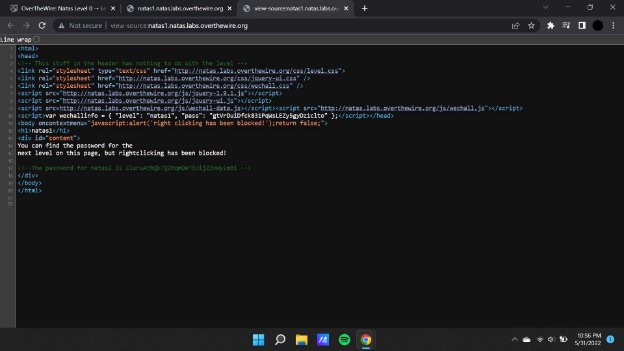 OverTheWire: Natas Level 0 → Le
natas1.natas.labs.overthewire.org
view-source:natas1.natas.labs.ov
Not secure | view-source:natas1.natas.labs.overthewire.org
Line wrap
<html>
<head>
<!-- This stuff in the header has nothing to do with the level -->
<link rel="stylesheet" type="text/css" href="http://natas.labs.overthewire.org/css/level.css">
<link rel="stylesheet" href="http://natas.labs.overthewire.org/css/jquery-ui.css" />
<link rel="stylesheet" href="http://natas.labs.overthewire.org/css/wechall.css" />
<script src="http://natas.labs.overthewire.org/js/jquery-1.9.1.js"></script>
<script src="http://natas.labs.overthewire.org/js/jquery-ui.js"></script>
<script src="http://natas.labs.overthewire.org/js/wechall-data.js"></script><script src="http://natas.labs.overthewire.org/js/wechall.js"></script>
<script>var wechallinfo = { "level": "natas1", "pass": };</script></head>
<body oncontextmenu="javascript:alert('right clicking has been blocked!');return false;">
<h1>natas1</h1>
<div id="content">
You can find the password for the
next level on this page, but rightclicking has been blocked!
<!--The password for natas2 is -->
</div>
</body>
</html>
10:56 PM
5/31/2022